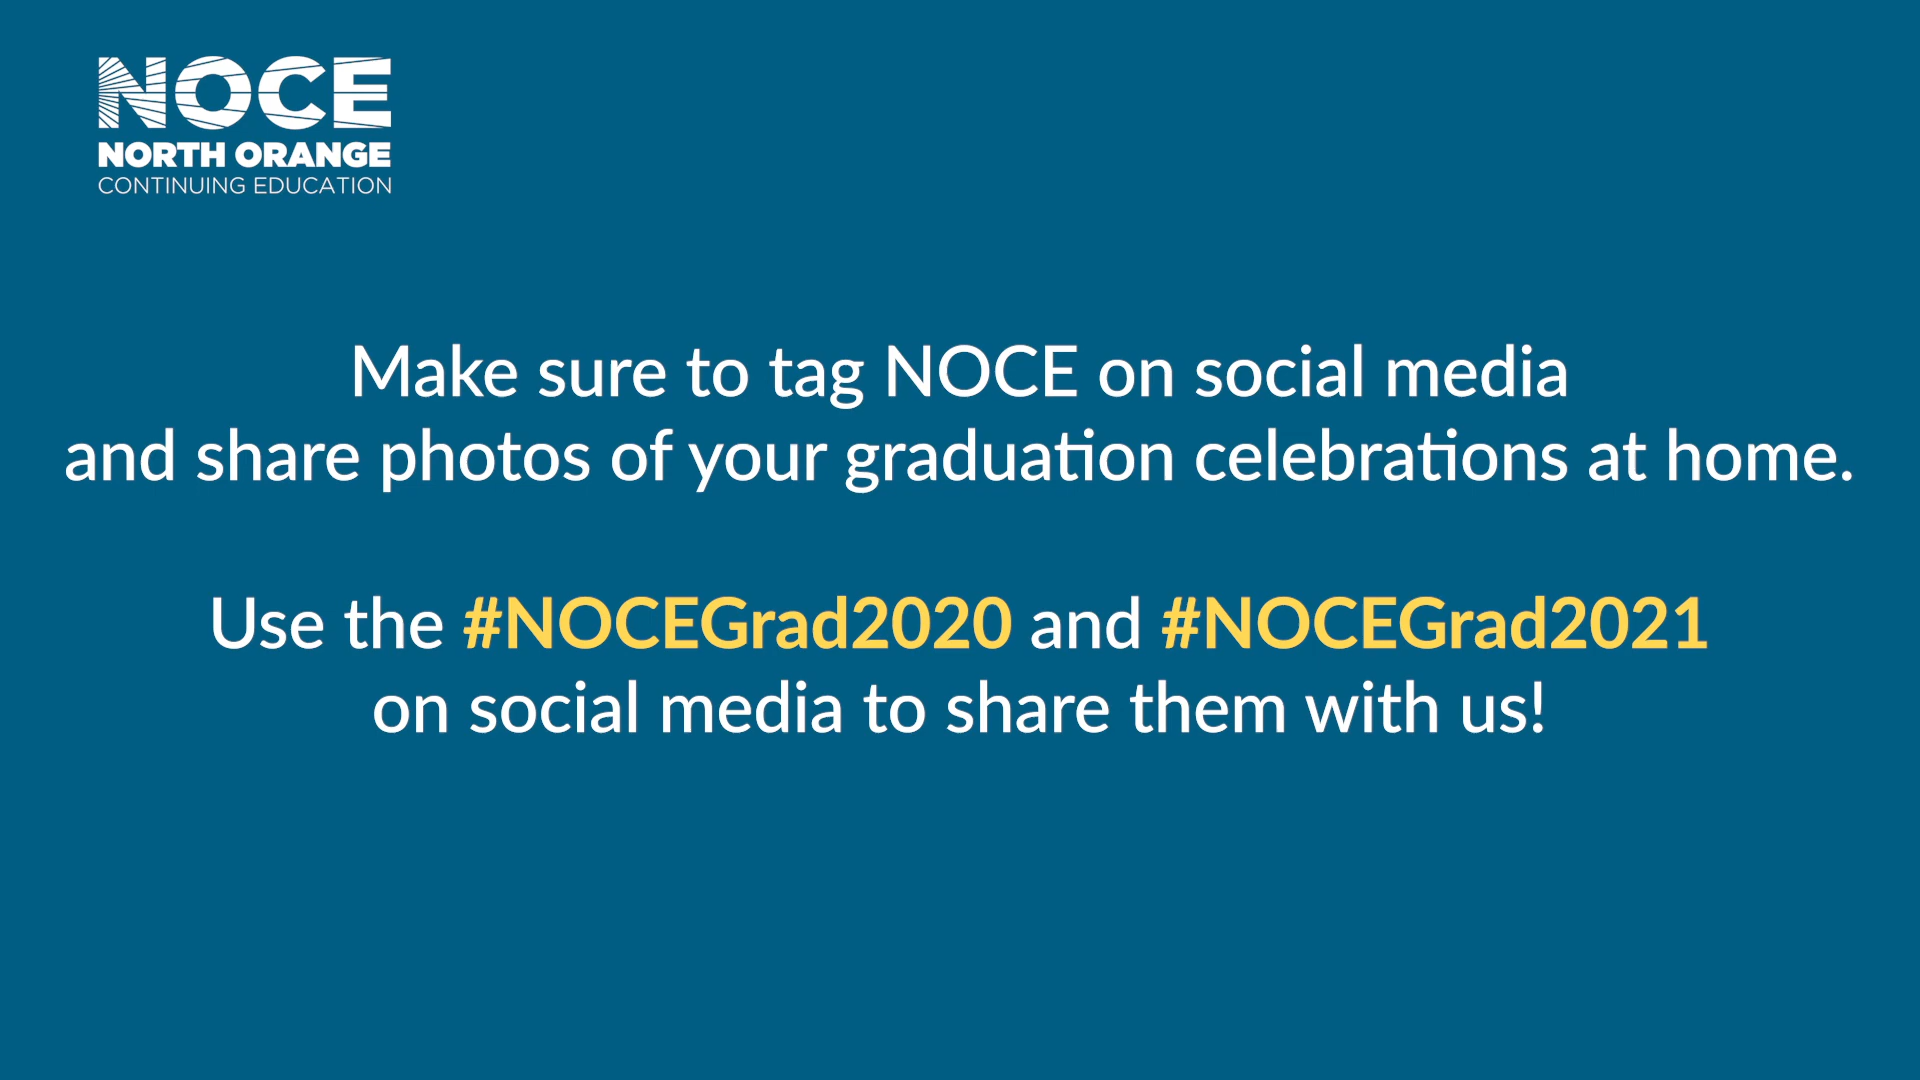 NOCE
NORTH ORANGE
CONTINUING EDUCATION
Make sure to tag NOCE on social media
and share photos of your graduation celebrations at home.
Use the #NOCEGrad2020 and #NOCEGrad2021
on social media to share them with us!